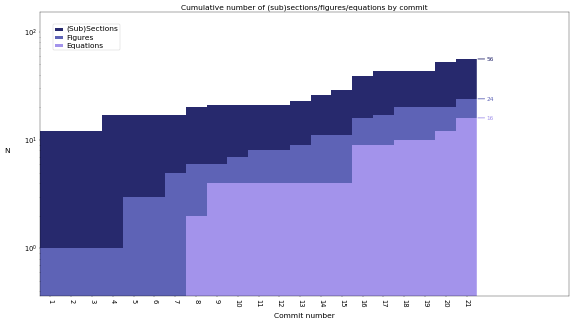 Cumulative number of (sub)sections/figures/equations by commit
(Sub)Sections
Figures
Equations
10²
10¹
10⁰
N
56
24
16
1 2 3 4 5 6 7 8 9 10 11 12 13 14 15 16 17 18 19 20 21
Commit number